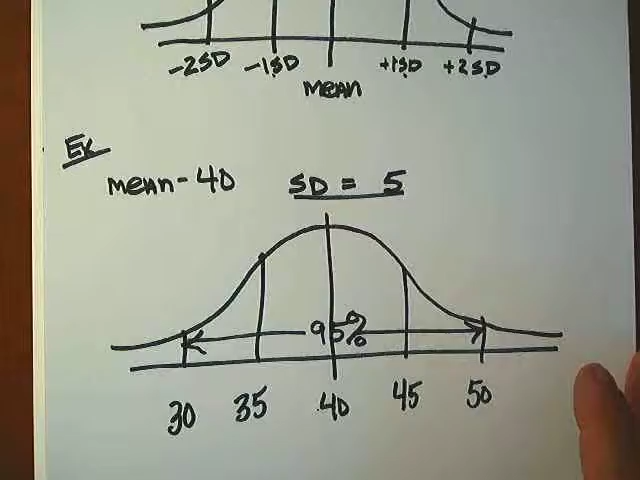 -2SD -1SD +1SD +2SD
mean
Ex
mean - 40 SD = 5
95%
30 35 40 45 50